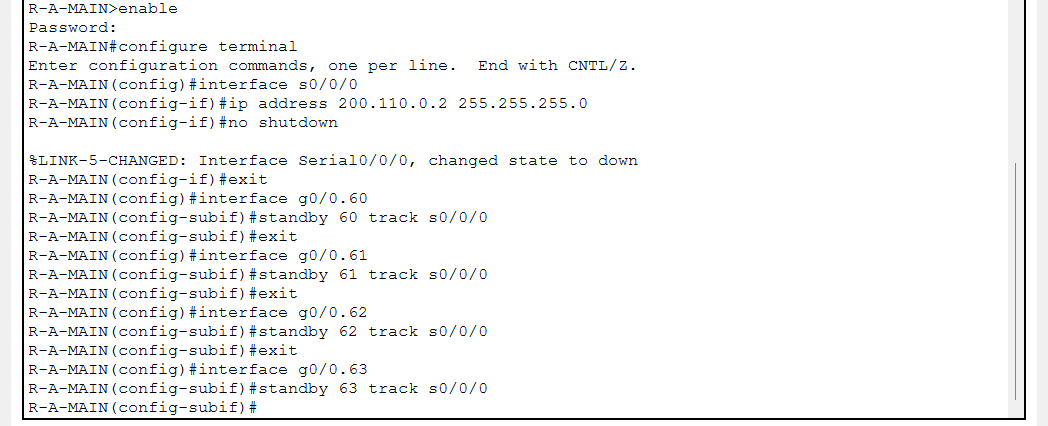 R-A-MAIN>enable
Password:
R-A-MAIN#configure terminal
Enter configuration commands, one per line.  End with CNTL/Z.
R-A-MAIN(config)#interface s0/0/0
R-A-MAIN(config-if)#ip address 200.110.0.2 255.255.255.0
R-A-MAIN(config-if)#no shutdown
%LINK-5-CHANGED: Interface Serial0/0/0, changed state to down
R-A-MAIN(config-if)#exit
R-A-MAIN(config)#interface g0/0.60
R-A-MAIN(config-subif)#standby 60 track s0/0/0
R-A-MAIN(config-subif)#exit
R-A-MAIN(config)#interface g0/0.61
R-A-MAIN(config-subif)#standby 61 track s0/0/0
R-A-MAIN(config-subif)#exit
R-A-MAIN(config)#interface g0/0.62
R-A-MAIN(config-subif)#standby 62 track s0/0/0
R-A-MAIN(config-subif)#exit
R-A-MAIN(config)#interface g0/0.63
R-A-MAIN(config-subif)#standby 63 track s0/0/0
R-A-MAIN(config-subif)#